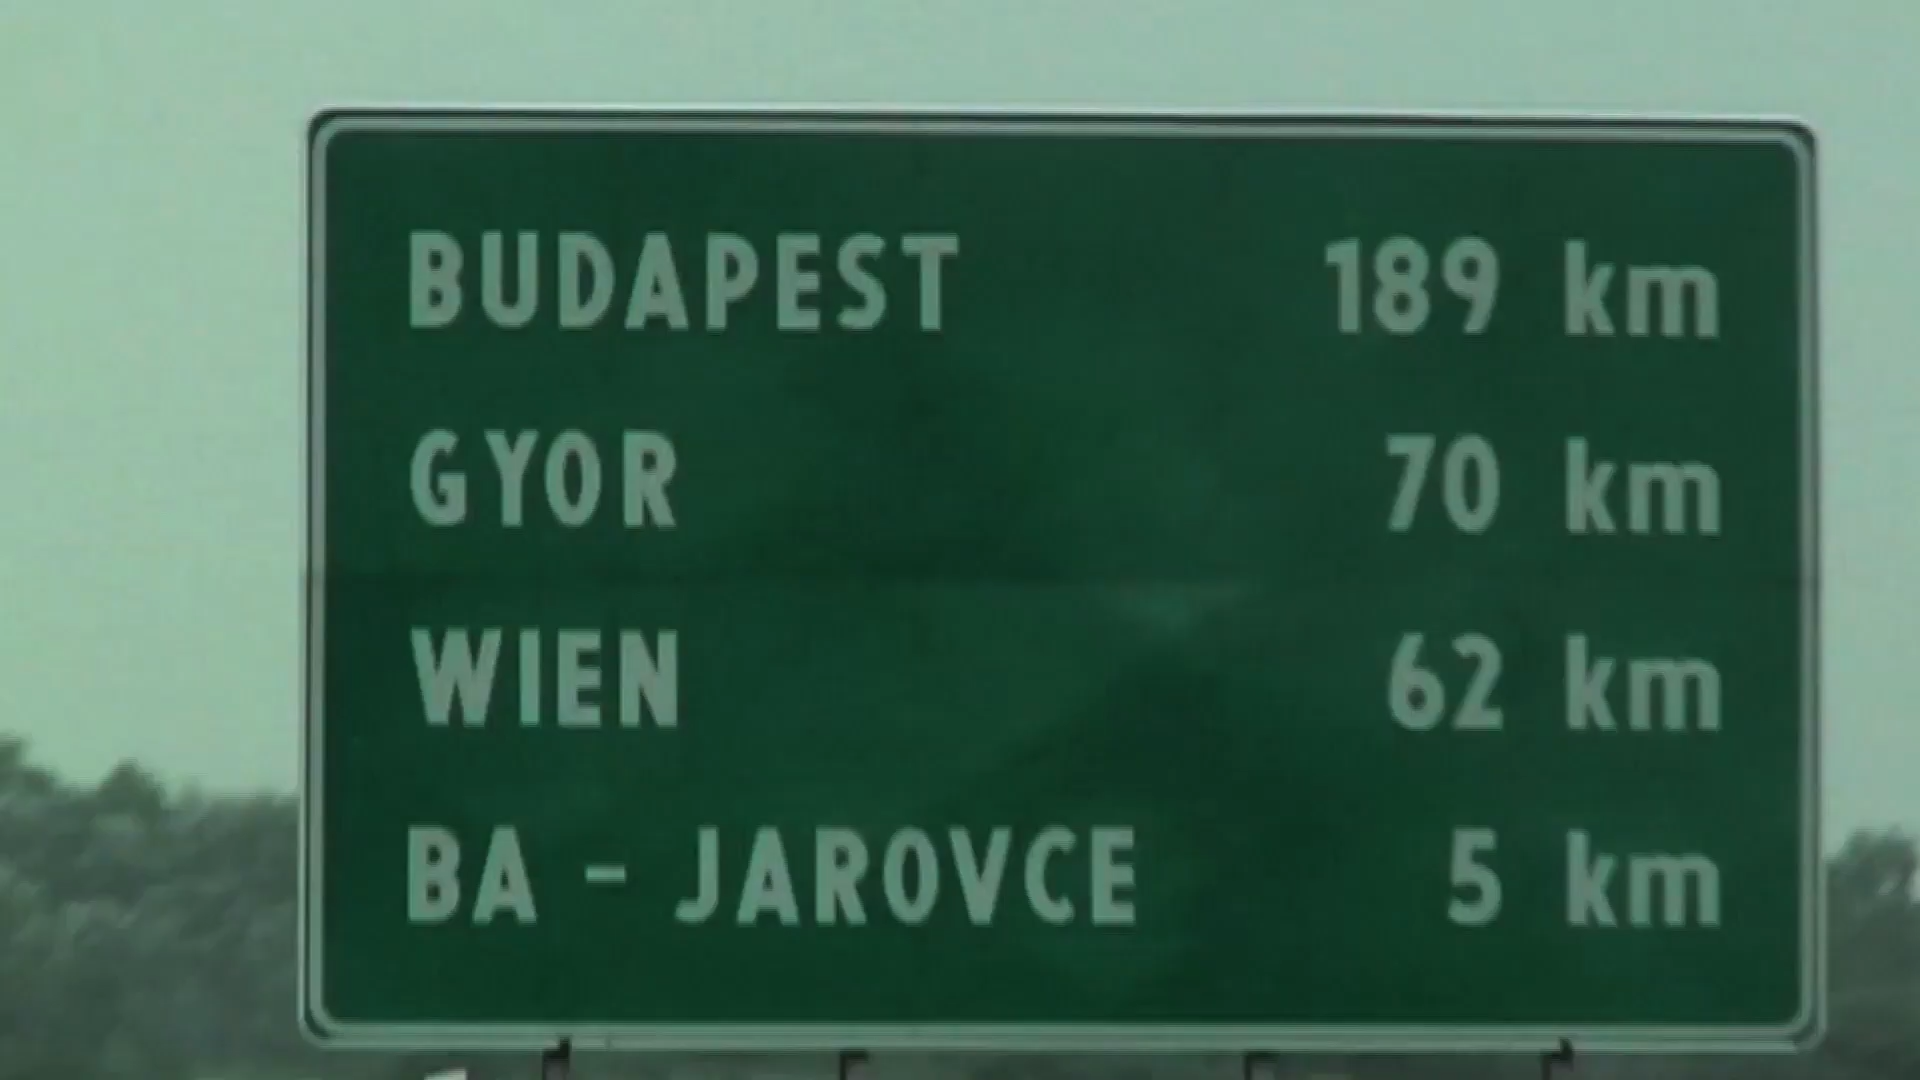 BUDAPEST 189 km
GYOR 70 km
WIEN 62 km
BA - JAROVCE 5 km